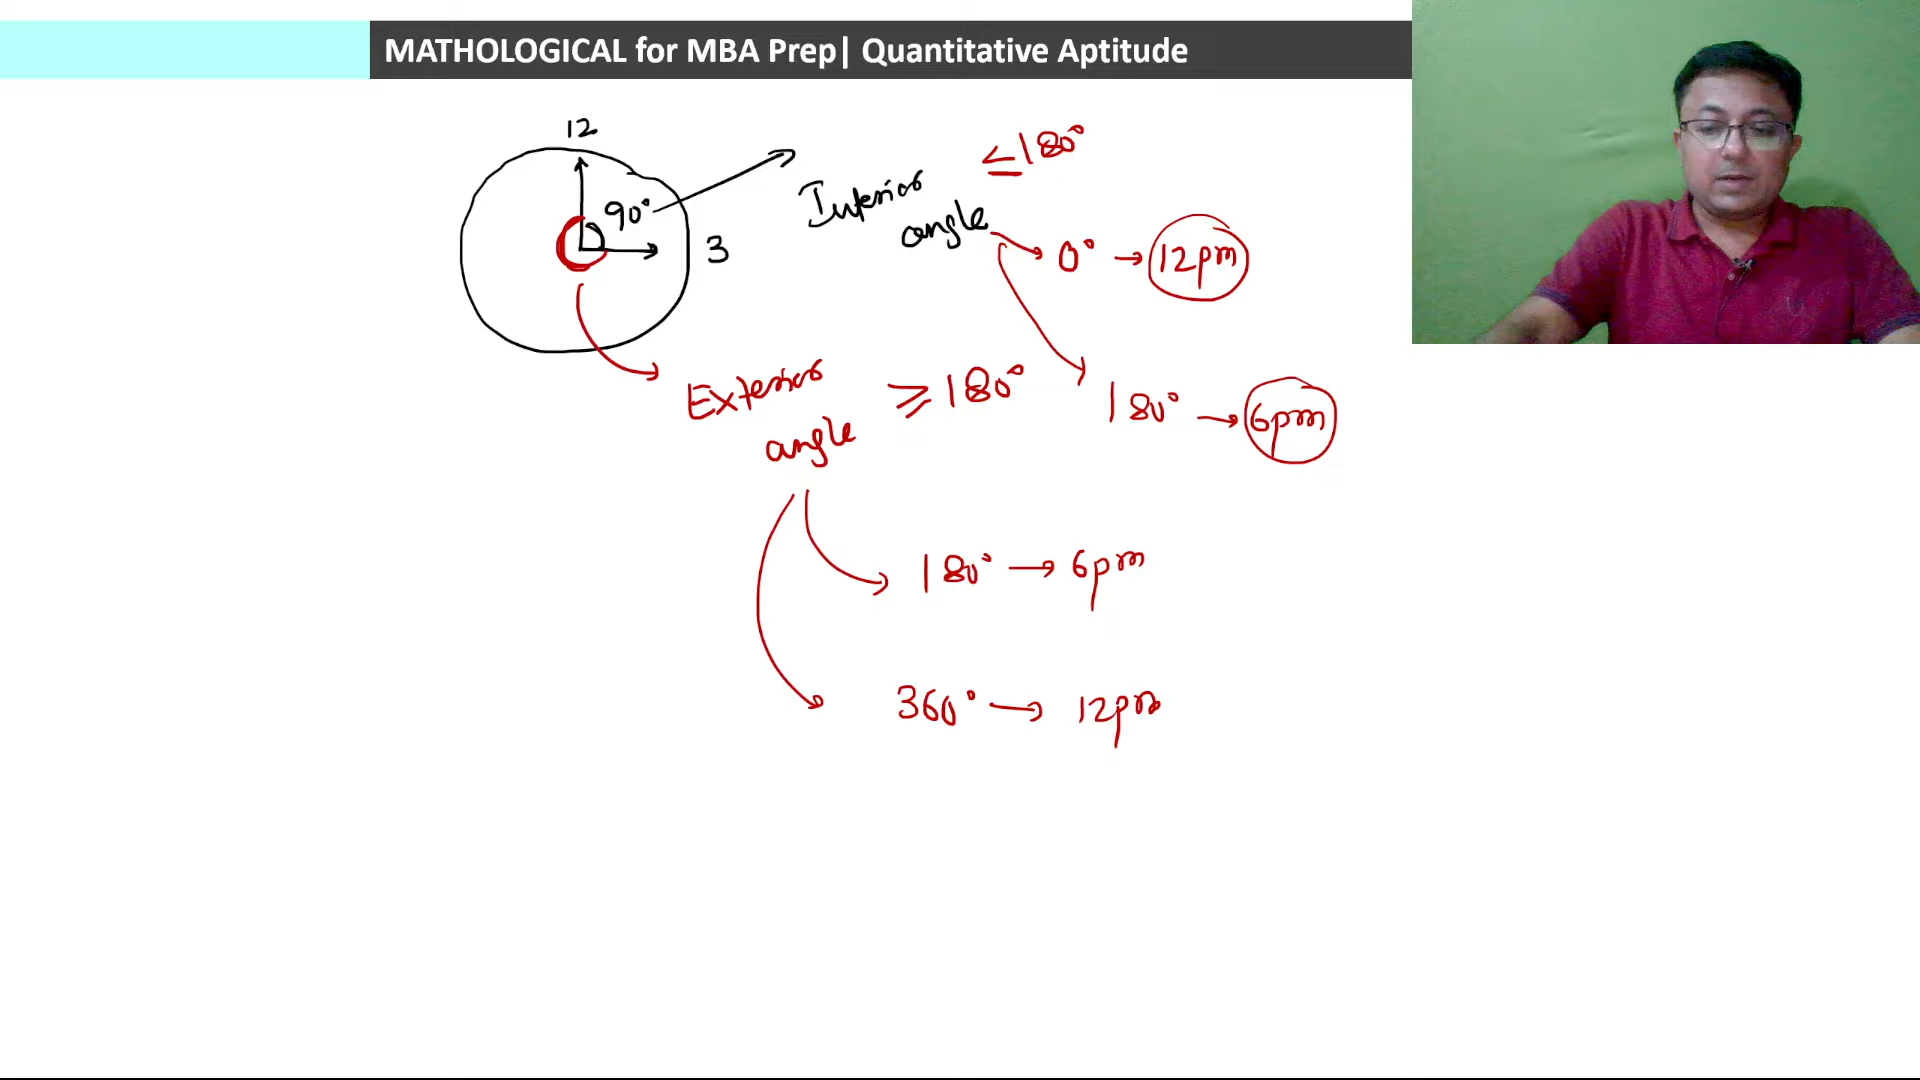 MATHOLOGICAL for MBA Prep| Quantitative Aptitude
12
90°
3
Interior
angle
≤180°
0° → 12pm
180° → 6pm
Exterior
angle
≥180°
180° → 6pm
360° → 12pm